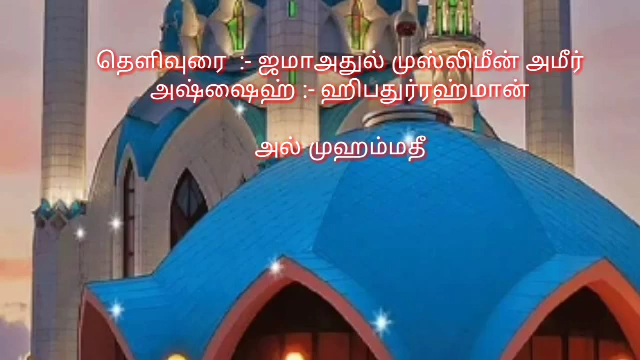 தெளிவுரை :- ஜமாஅதுல் முஸ்லிமீன் அமீர்
அஷ்ஷைஹ் :- ஹிபதுர்ரஹ்மான்
அல் முஹம்மதீ